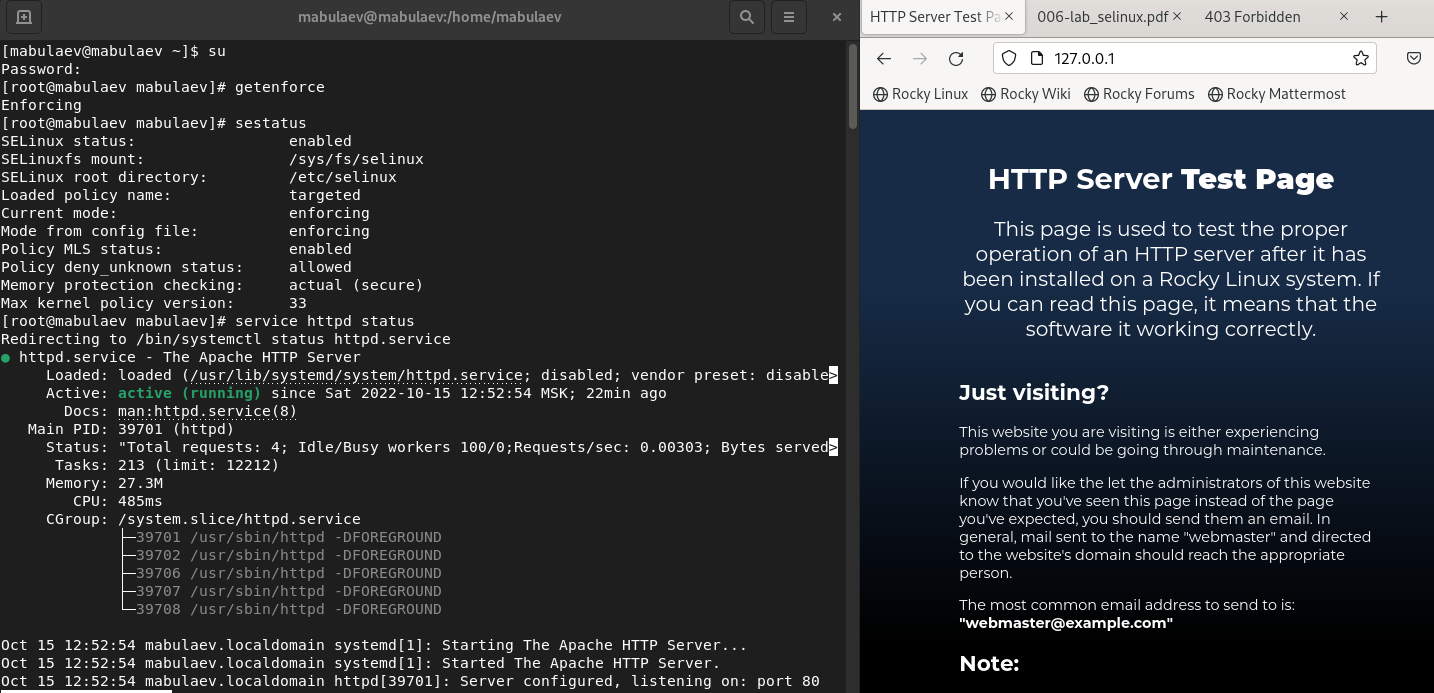 mabulaev@mabulaev:/home/mabulaev
[mabulaev@mabulaev ~]$ su
Password:
[root@mabulaev mabulaev]# getenforce
Enforcing
[root@mabulaev mabulaev]# sestatus
SELinux status:                 enabled
SELinuxfs mount:                /sys/fs/selinux
SELinux root directory:         /etc/selinux
Loaded policy name:             targeted
Current mode:                   enforcing
Mode from config file:          enforcing
Policy MLS status:              enabled
Policy deny_unknown status:     allowed
Memory protection checking:     actual (secure)
Max kernel policy version:      33
[root@mabulaev mabulaev]# service httpd status
Redirecting to /bin/systemctl status httpd.service
● httpd.service - The Apache HTTP Server
     Loaded: loaded (/usr/lib/systemd/system/httpd.service; disabled; vendor preset: disable>
     Active: active (running) since Sat 2022-10-15 12:52:54 MSK; 22min ago
       Docs: man:httpd.service(8)
   Main PID: 39701 (httpd)
     Status: "Total requests: 4; Idle/Busy workers 100/0;Requests/sec: 0.00303; Bytes served>
      Tasks: 213 (limit: 12212)
     Memory: 27.3M
        CPU: 485ms
     CGroup: /system.slice/httpd.service
             ├─39701 /usr/sbin/httpd -DFOREGROUND
             ├─39702 /usr/sbin/httpd -DFOREGROUND
             ├─39706 /usr/sbin/httpd -DFOREGROUND
             ├─39707 /usr/sbin/httpd -DFOREGROUND
             └─39708 /usr/sbin/httpd -DFOREGROUND
Oct 15 12:52:54 mabulaev.localdomain systemd[1]: Starting The Apache HTTP Server...
Oct 15 12:52:54 mabulaev.localdomain systemd[1]: Started The Apache HTTP Server.
Oct 15 12:52:54 mabulaev.localdomain httpd[39701]: Server configured, listening on: port 80
HTTP Server Test Pa
006-lab_selinux.pdf
403 Forbidden
127.0.0.1
Rocky Linux
Rocky Wiki
Rocky Forums
Rocky Mattermost
HTTP Server Test Page
This page is used to test the proper
operation of an HTTP server after it has
been installed on a Rocky Linux system. If
you can read this page, it means that the
software it working correctly.
Just visiting?
This website you are visiting is either experiencing
problems or could be going through maintenance.
If you would like the let the administrators of this website
know that you've seen this page instead of the page
you've expected, you should send them an email. In
general, mail sent to the name "webmaster" and directed
to the website's domain should reach the appropriate
person.
The most common email address to send to is:
"webmaster@example.com"
Note: